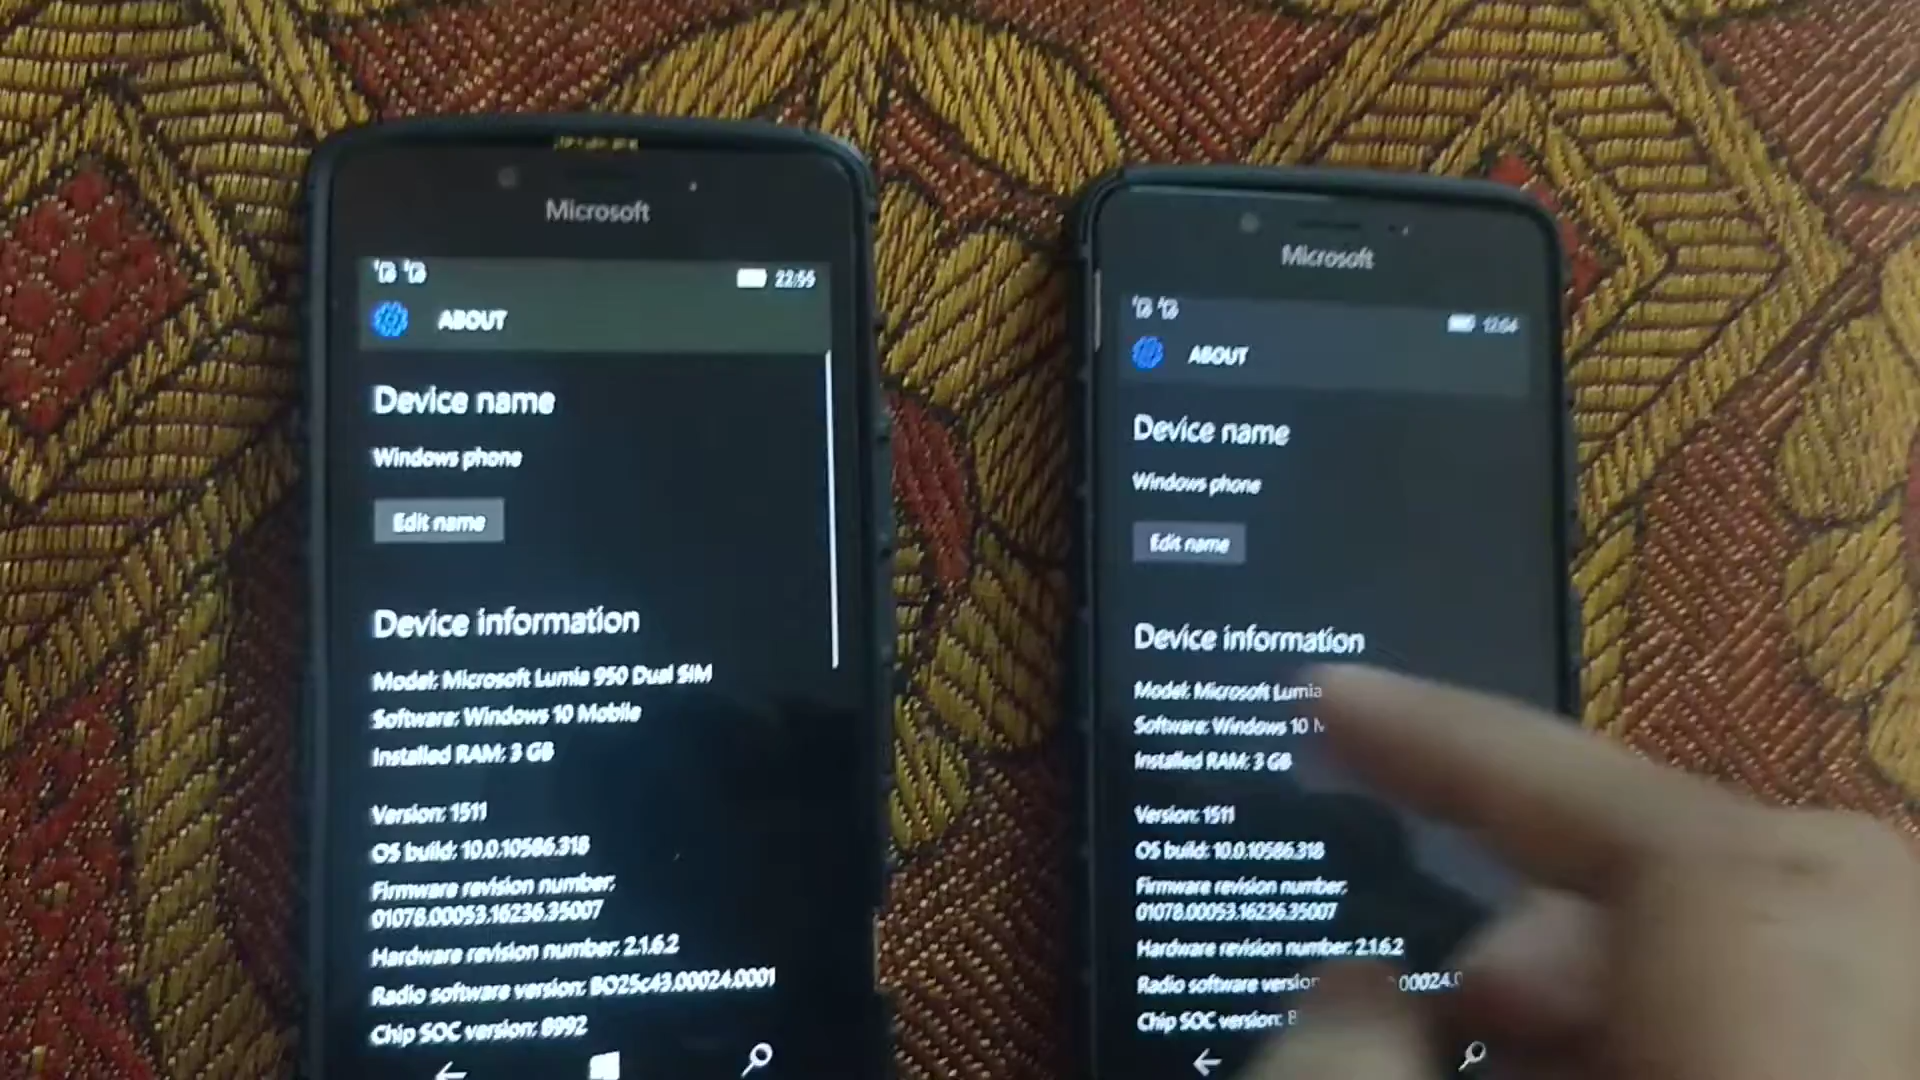 Microsoft
22:55
ABOUT
Device name
Windows phone
Edit name
Device information
Model: Microsoft Lumia 950 Dual SIM
Software: Windows 10 Mobile
Installed RAM: 3 GB
Version: 1511
OS build: 10.0.10586.318
Firmware revision number:
01078.00053.16236.35007
Hardware revision number: 2.1.6.2
Radio software version: BO25c43.00024.0001
Chip SOC version: 8992
Microsoft
12:04
ABOUT
Device name
Windows phone
Edit name
Device information
Model: Microsoft Lumia
Software: Windows 10
Installed RAM: 3 GB
Version: 1511
OS build: 10.0.10586.318
Firmware revision number:
01078.00053.16236.35007
Hardware revision number: 2.1.6.2
Radio software version 00024.0
Chip SOC version: